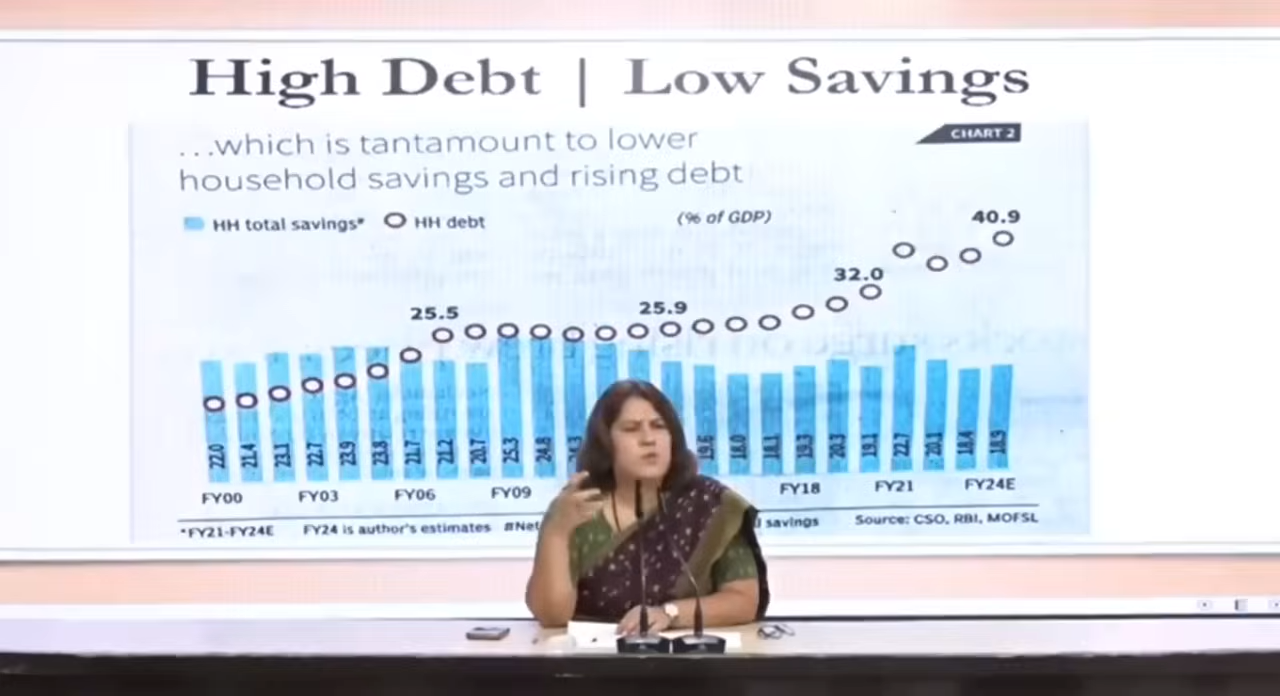 High Debt | Low Savings
CHART 2
...which is tantamount to lower
household savings and rising debt
HH total savings* HH debt (% of GDP)
40.9
32.0
25.9
25.5
22.0 21.4 23.1 22.7 23.9 23.8 21.7 21.2 20.7 25.3 24.8 19.6 18.0 18.1 19.3 20.3 19.1 22.7 20.1 18.4 18.9
FY00 FY03 FY06 FY09 FY18 FY21 FY24E
*FY21-FY24E FY24 is author's estimates #Net savings Source: CSO, RBI, MOFSL